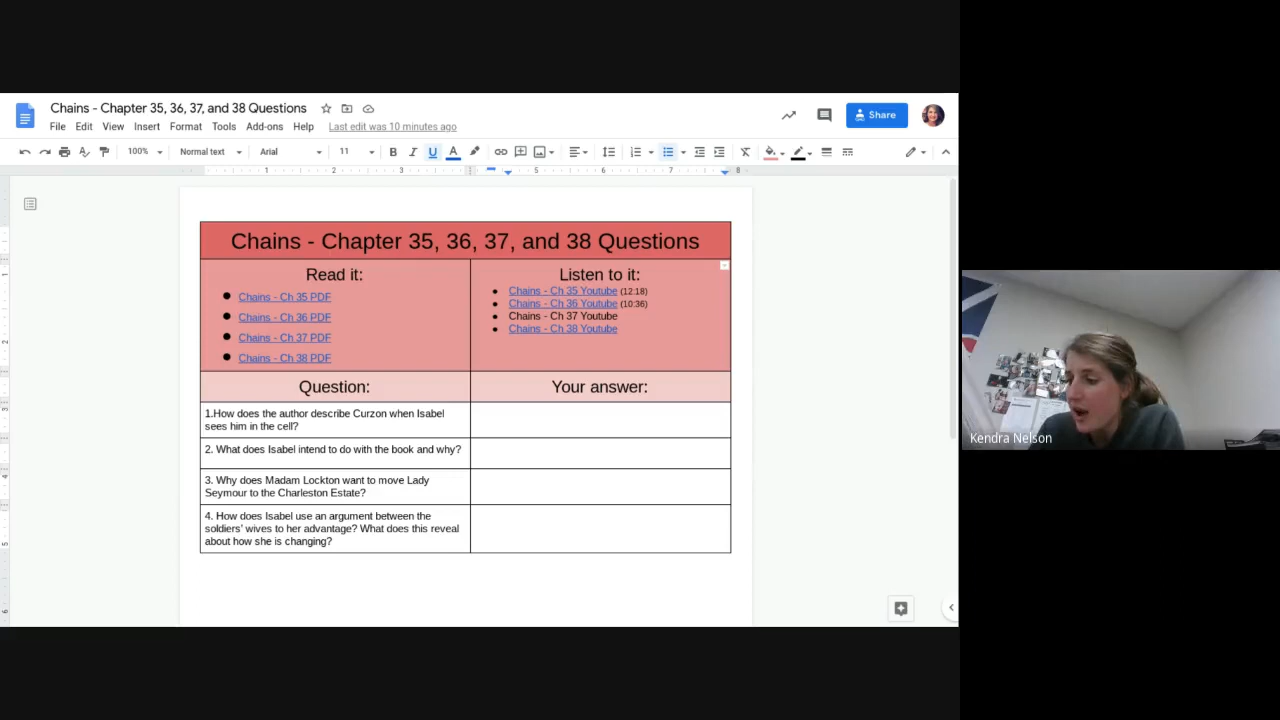 Chains - Chapter 35, 36, 37, and 38 Questions
Share
File Edit View Insert Format Tools Add-ons Help Last edit was 10 minutes ago
100% Normal text Arial 11 B I U A
1 2 3 5 6 7 8
Chains - Chapter 35, 36, 37, and 38 Questions
Read it:
Chains - Ch 35 PDF
Chains - Ch 36 PDF
Chains - Ch 37 PDF
Chains - Ch 38 PDF
Listen to it:
Chains - Ch 35 Youtube (12:18)
Chains - Ch 36 Youtube (10:36)
Chains - Ch 37 Youtube
Chains - Ch 38 Youtube
Question:
Your answer:
1.How does the author describe Curzon when Isabel
sees him in the cell?
2. What does Isabel intend to do with the book and why?
3. Why does Madam Lockton want to move Lady
Seymour to the Charleston Estate?
4. How does Isabel use an argument between the
soldiers' wives to her advantage? What does this reveal
about how she is changing?
Kendra Nelson